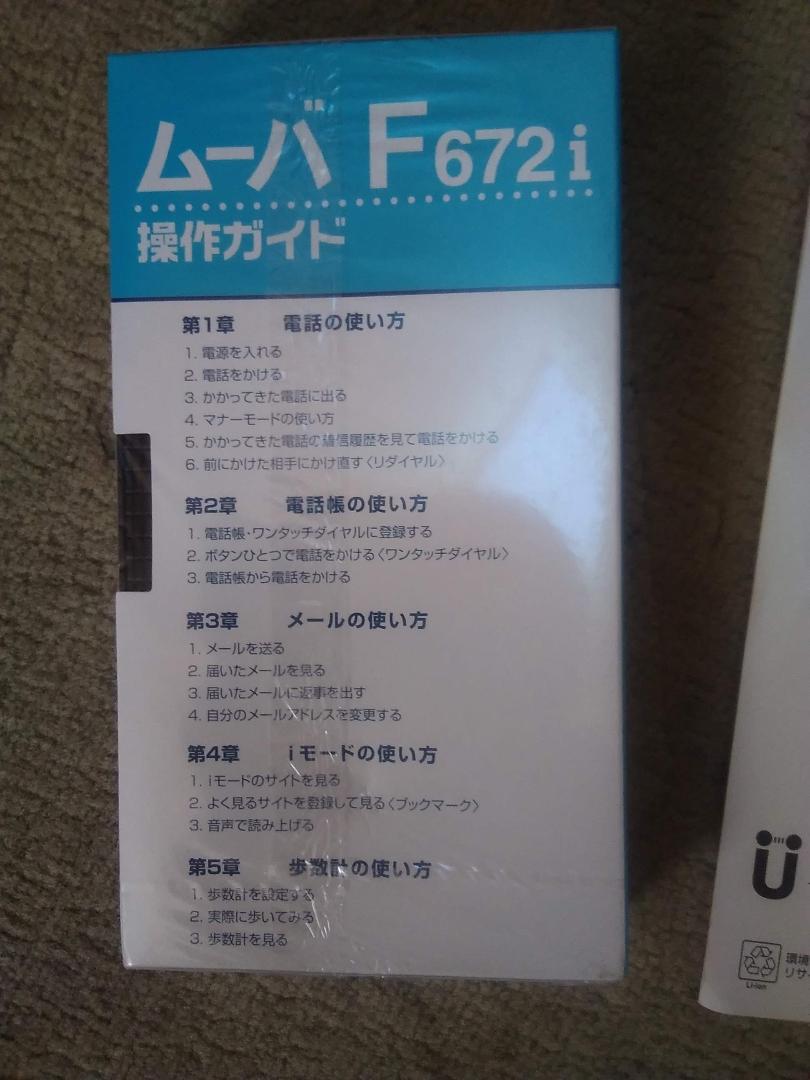 ムーバ F672i
操作ガイド
第1章 電話の使い方
1. 電源を入れる
2. 電話をかける
3. かかってきた電話に出る
4. マナーモードの使い方
5. かかってきた電話の着信履歴を見て電話をかける
6. 前にかけた相手にかけ直す〈リダイヤル〉
第2章 電話帳の使い方
1. 電話帳・ワンタッチダイヤルに登録する
2. ボタンひとつで電話をかける〈ワンタッチダイヤル〉
3. 電話帳から電話をかける
第3章 メールの使い方
1. メールを送る
2. 届いたメールを見る
3. 届いたメールに返事を出す
4. 自分のメールアドレスを変更する
第4章 iモードの使い方
1. iモードのサイトを見る
2. よく見るサイトを登録して見る〈ブックマーク〉
3. 音声で読み上げる
第5章 歩数計の使い方
1. 歩数計を設定する
2. 実際に歩いてみる
3. 歩数計を見る
Li-ion
環境
リサ